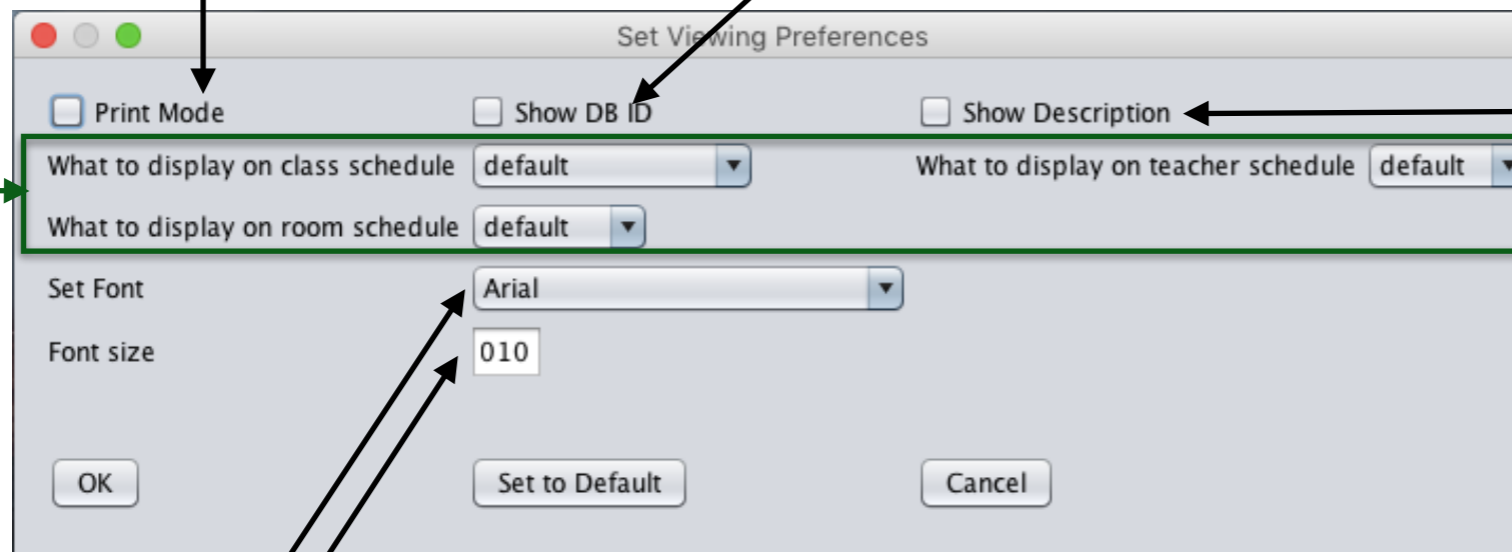 Set Viewing Preferences
Print Mode Show DB ID Show Description
What to display on class schedule default What to display on teacher schedule default
What to display on room schedule default
Set Font Arial
Font size 010
OK Set to Default Cancel